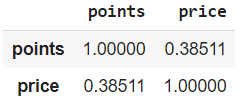 points price
points 1.00000 0.38511
price 0.38511 1.00000